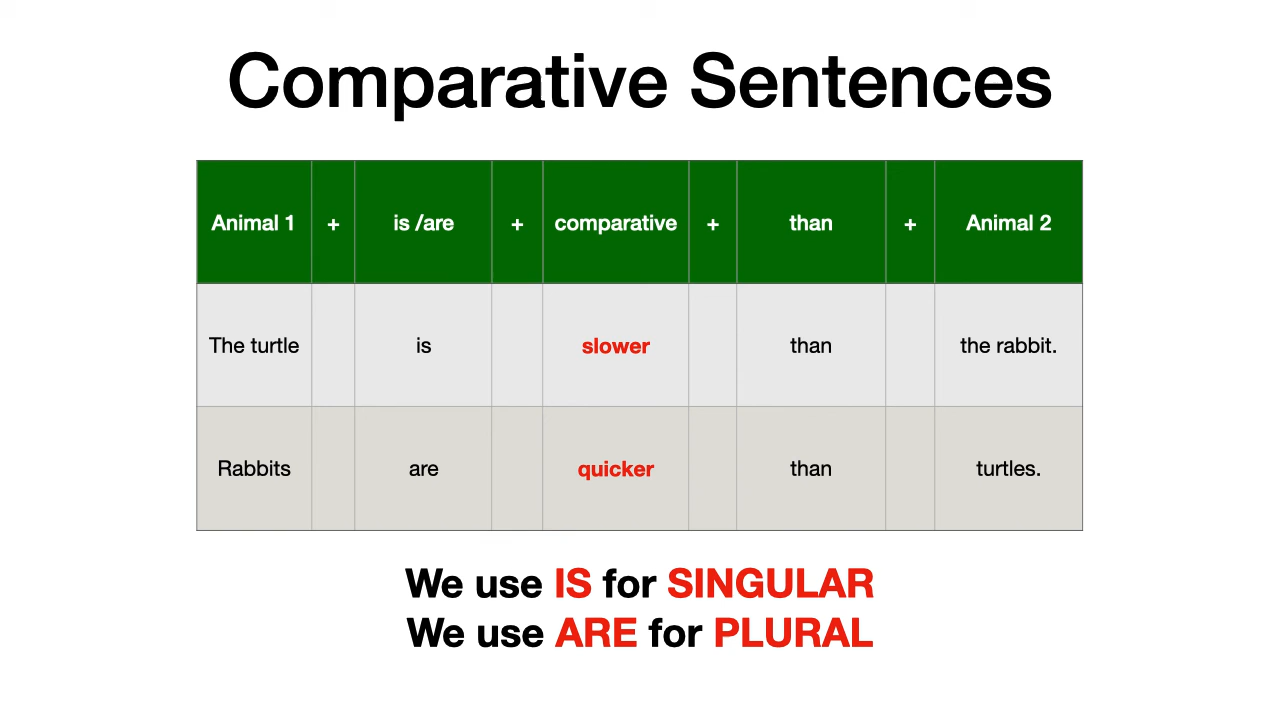 Comparative Sentences
Animal 1 + is /are + comparative + than + Animal 2
The turtle is slower than the rabbit.
Rabbits are quicker than turtles.
We use IS for SINGULAR
We use ARE for PLURAL